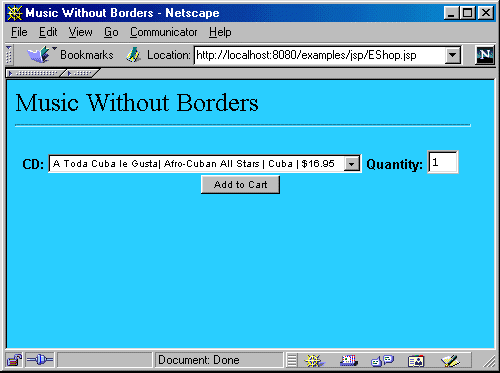 Music Without Borders - Netscape
File Edit View Go Communicator Help
Bookmarks Location: http://localhost:8080/examples/jsp/EShop.jsp N
Music Without Borders
CD: A Toda Cuba le Gusta| Afro-Cuban All Stars | Cuba | $16.95 Quantity: 1
Add to Cart
Document: Done